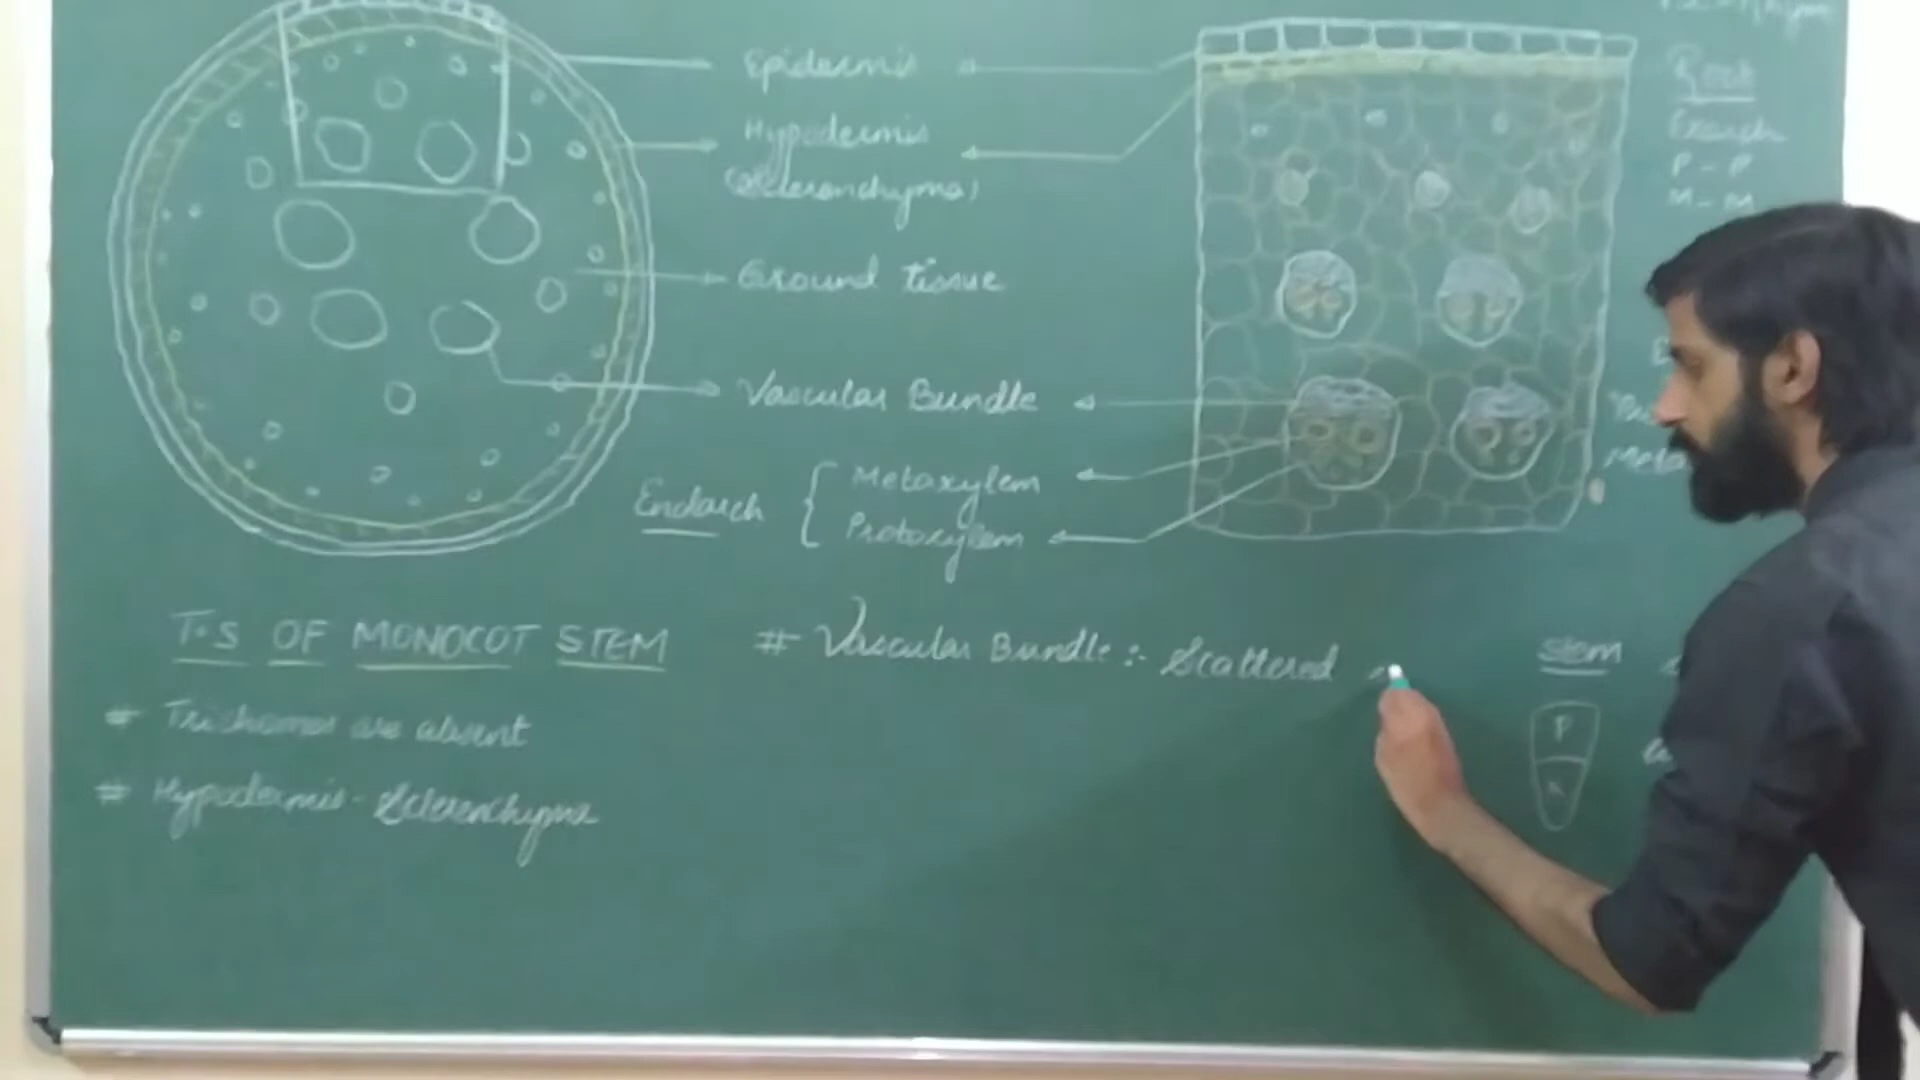 Epidermis
Hypodermis
(Sclerenchyma)
Ground tissue
Vascular Bundle
Endarch { Metaxylem
Protoxylem
T.S OF MONOCOT STEM
# Trichomes are absent
# Hypodermis - Sclerenchyma
# Vascular Bundle :- Scattered
Root
Exarch
P - P
M - M
Stem
P